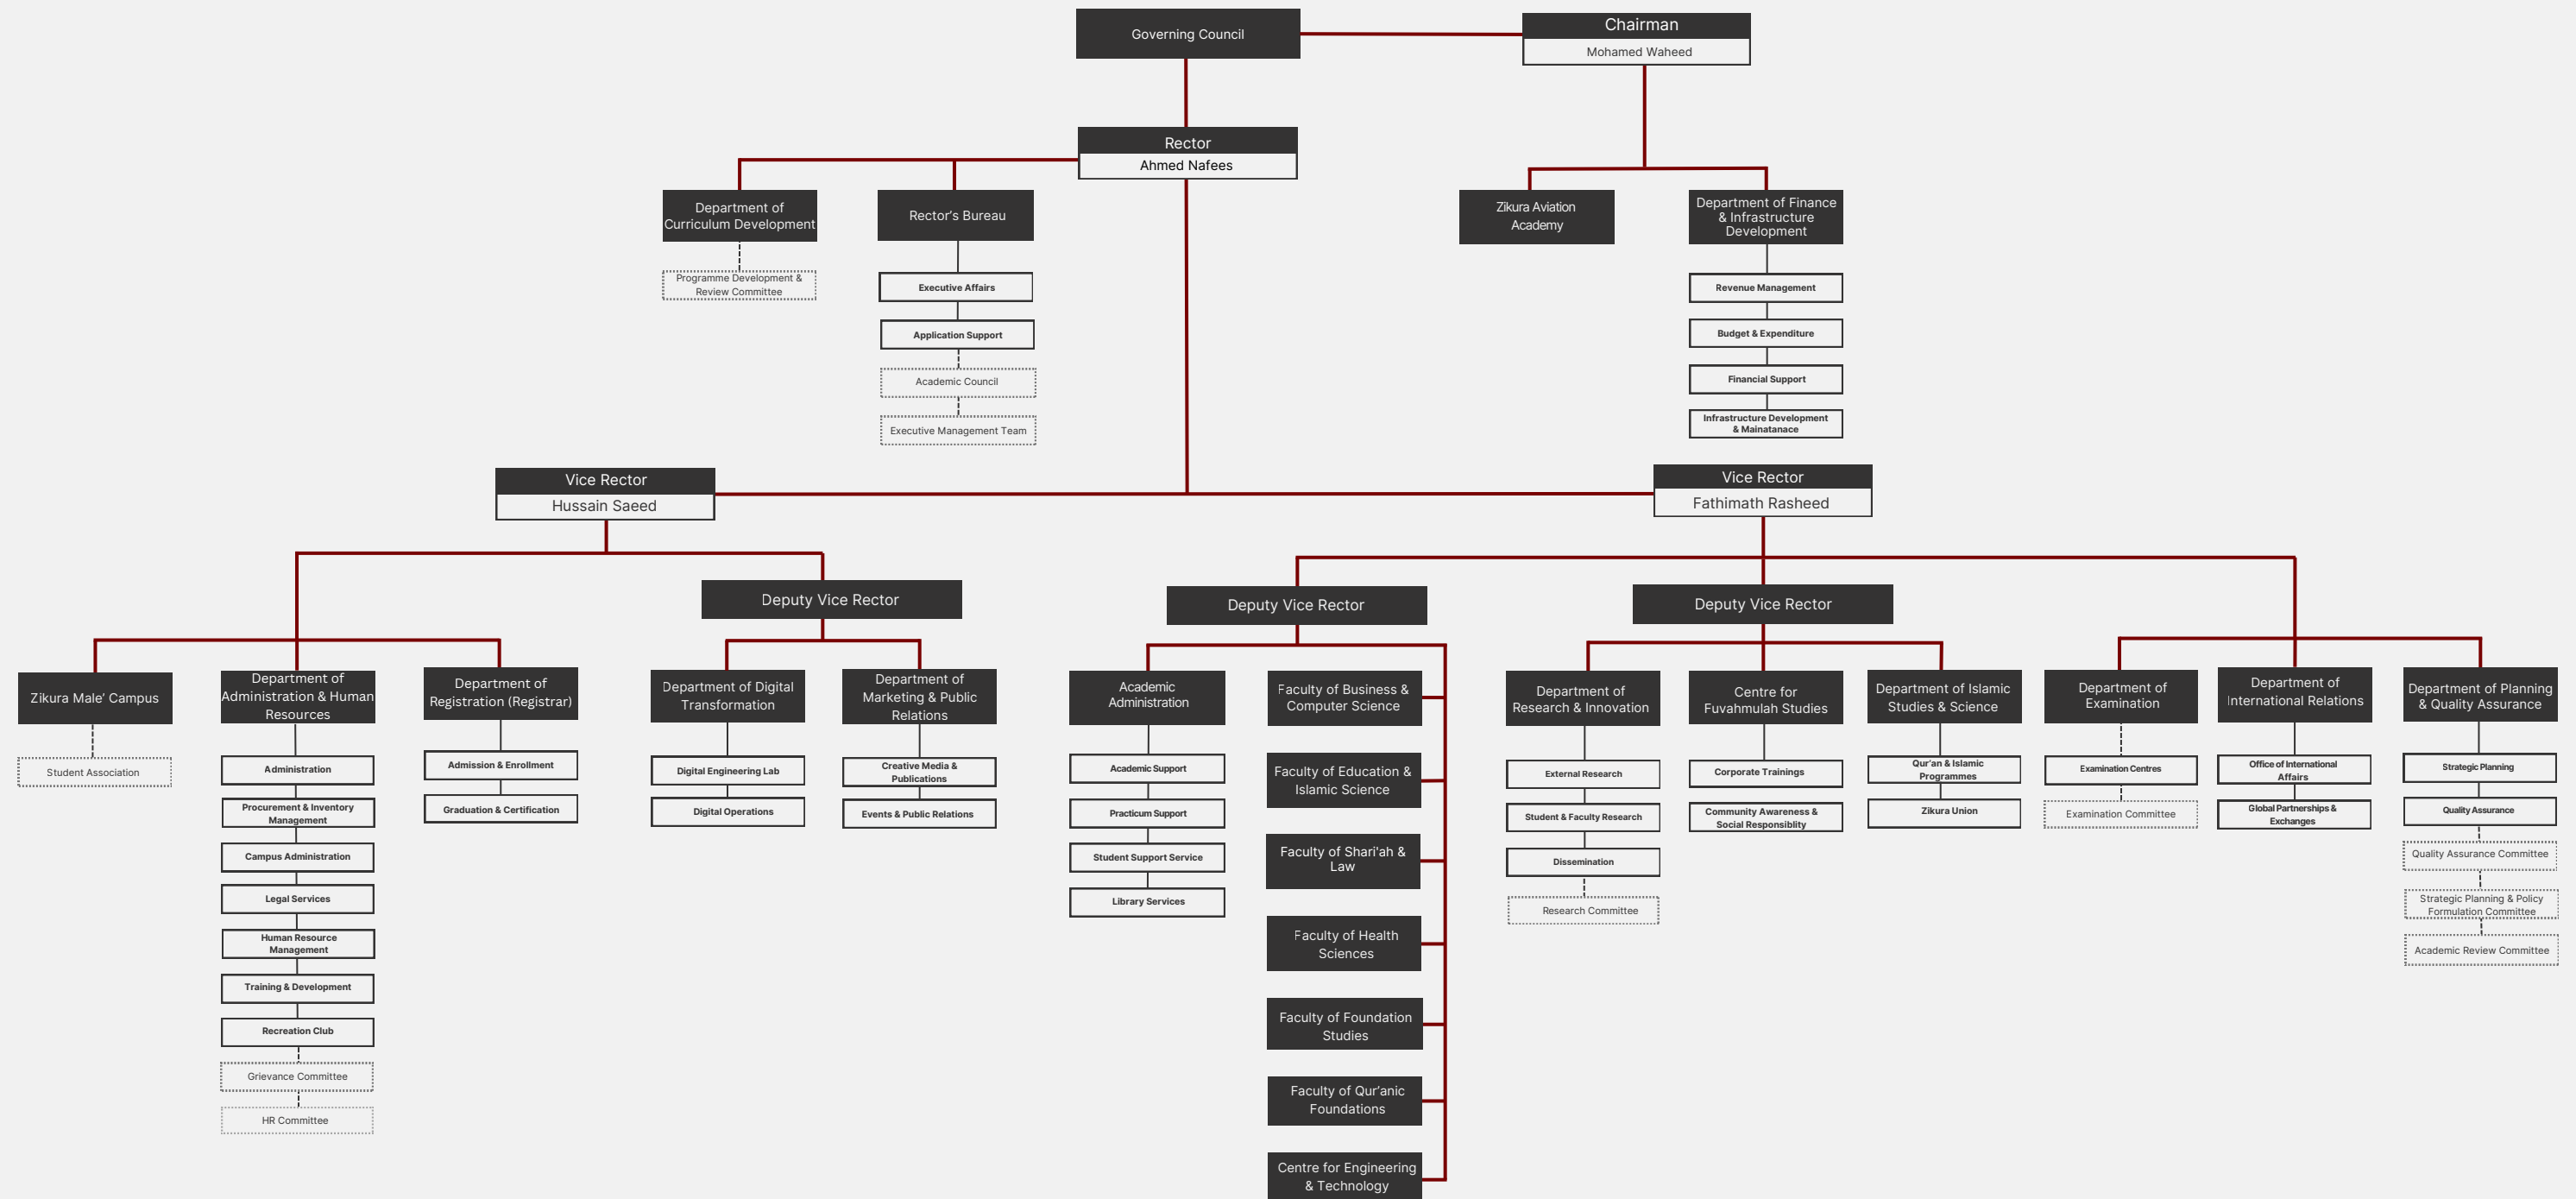 Governing Council
Chairman
Mohamed Waheed
Rector
Ahmed Nafees
Department of
Curriculum Development
Programme Development &
Review Committee
Rector's Bureau
Executive Affairs
Application Support
Academic Council
Executive Management Team
Zikura Aviation
Academy
Department of Finance
& Infrastructure
Development
Revenue Management
Budget & Expenditure
Financial Support
Infrastructure Development
& Mainatanace
Vice Rector
Hussain Saeed
Vice Rector
Fathimath Rasheed
Deputy Vice Rector
Deputy Vice Rector
Deputy Vice Rector
Zikura Male' Campus
Student Association
Department of
Administration & Human
Resources
Administration
Procurement & Inventory
Management
Campus Administration
Legal Services
Human Resource
Management
Training & Development
Recreation Club
Grievance Committee
HR Committee
Department of
Registration (Registrar)
Admission & Enrollment
Graduation & Certification
Department of Digital
Transformation
Digital Engineering Lab
Digital Operations
Department of
Marketing & Public
Relations
Creative Media &
Publications
Events & Public Relations
Academic
Administration
Academic Support
Practicum Support
Student Support Service
Library Services
Faculty of Business &
Computer Science
Faculty of Education &
Islamic Science
Faculty of Shari'ah &
Law
Faculty of Health
Sciences
Faculty of Foundation
Studies
Faculty of Qur'anic
Foundations
Centre for Engineering
& Technology
Department of
Research & Innovation
External Research
Student & Faculty Research
Dissemination
Research Committee
Centre for
Fuvahmulah Studies
Corporate Trainings
Community Awareness &
Social Responsiblity
Department of Islamic
Studies & Science
Qur'an & Islamic
Programmes
Zikura Union
Department of
Examination
Examination Centres
Examination Committee
Department of
International Relations
Office of International
Affairs
Global Partnerships &
Exchanges
Department of Planning
& Quality Assurance
Strategic Planning
Quality Assurance
Quality Assurance Committee
Strategic Planning & Policy
Formulation Committee
Academic Review Committee